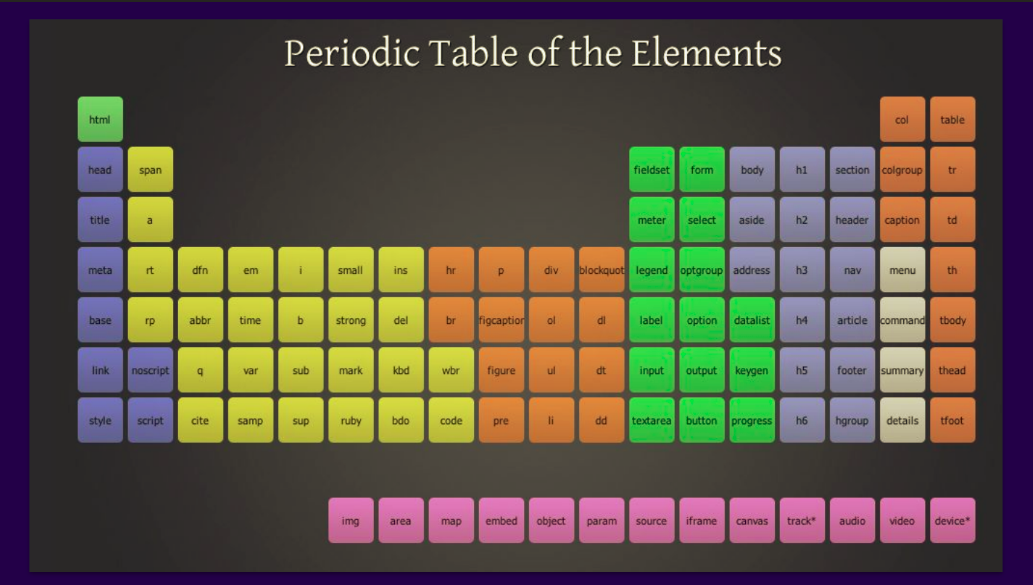 Periodic Table of the Elements
html col table
head span fieldset form body h1 section colgroup tr
title a meter select aside h2 header caption td
meta rt dfn em i small ins hr p div blockquot legend optgroup address h3 nav menu th
base rp abbr time b strong del br figcaption ol dl label option datalist h4 article command tbody
link noscript q var sub mark kbd wbr figure ul dt input output keygen h5 footer summary thead
style script cite samp sup ruby bdo code pre li dd textarea button progress h6 hgroup details tfoot
img area map embed object param source iframe canvas track* audio video device*